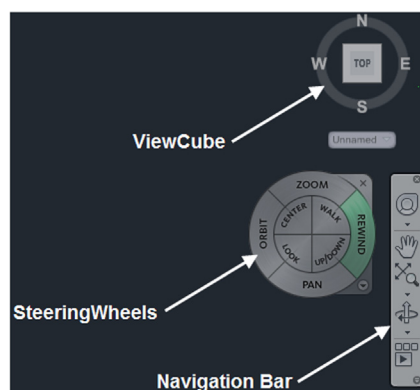 N
W TOP E
S
ViewCube
Unnamed
ZOOM
CENTER WALK
ORBIT REWIND
LOOK UP/DOWN
PAN
SteeringWheels
Navigation Bar